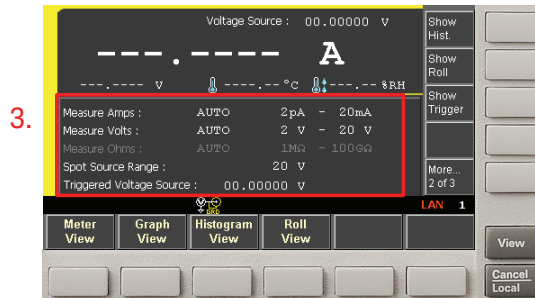 Voltage Source : 00.00000 V
Show Hist.
---.---- A
Show Roll
---.---- V ----.-- °C ---.-- %RH
Show Trigger
3.
Measure Amps : AUTO 2pA - 20mA
Measure Volts : AUTO 2 V - 20 V
Measure Ohms : AUTO 1MΩ - 100GΩ
Spot Source Range : 20 V
Triggered Voltage Source : 00.00000 V
More...
2 of 3
GRD
LAN 1
Meter View
Graph View
Histogram View
Roll View
View
Cancel
Local